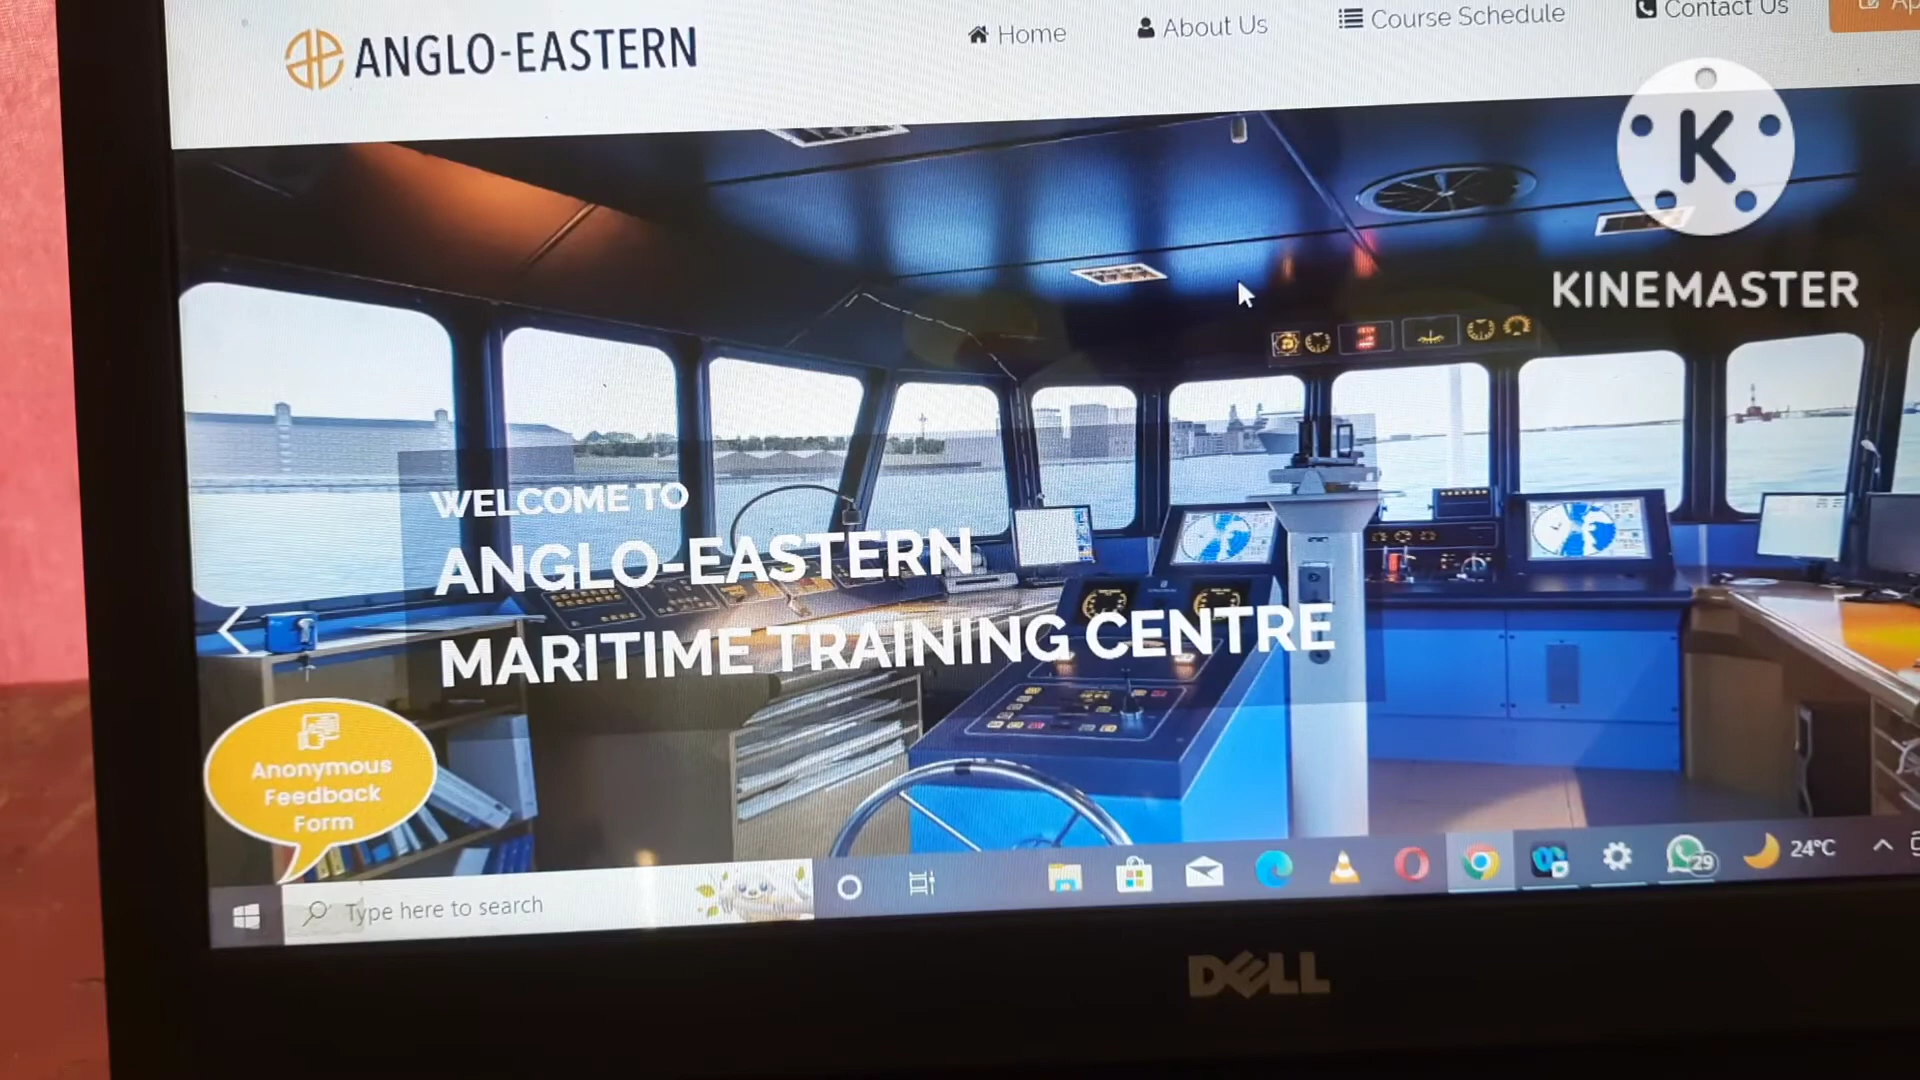 ANGLO-EASTERN
Home
About Us
Course Schedule
Contact Us
K
KINEMASTER
WELCOME TO
ANGLO-EASTERN
MARITIME TRAINING CENTRE
Anonymous
Feedback
Form
Type here to search
29
24°C
DELL